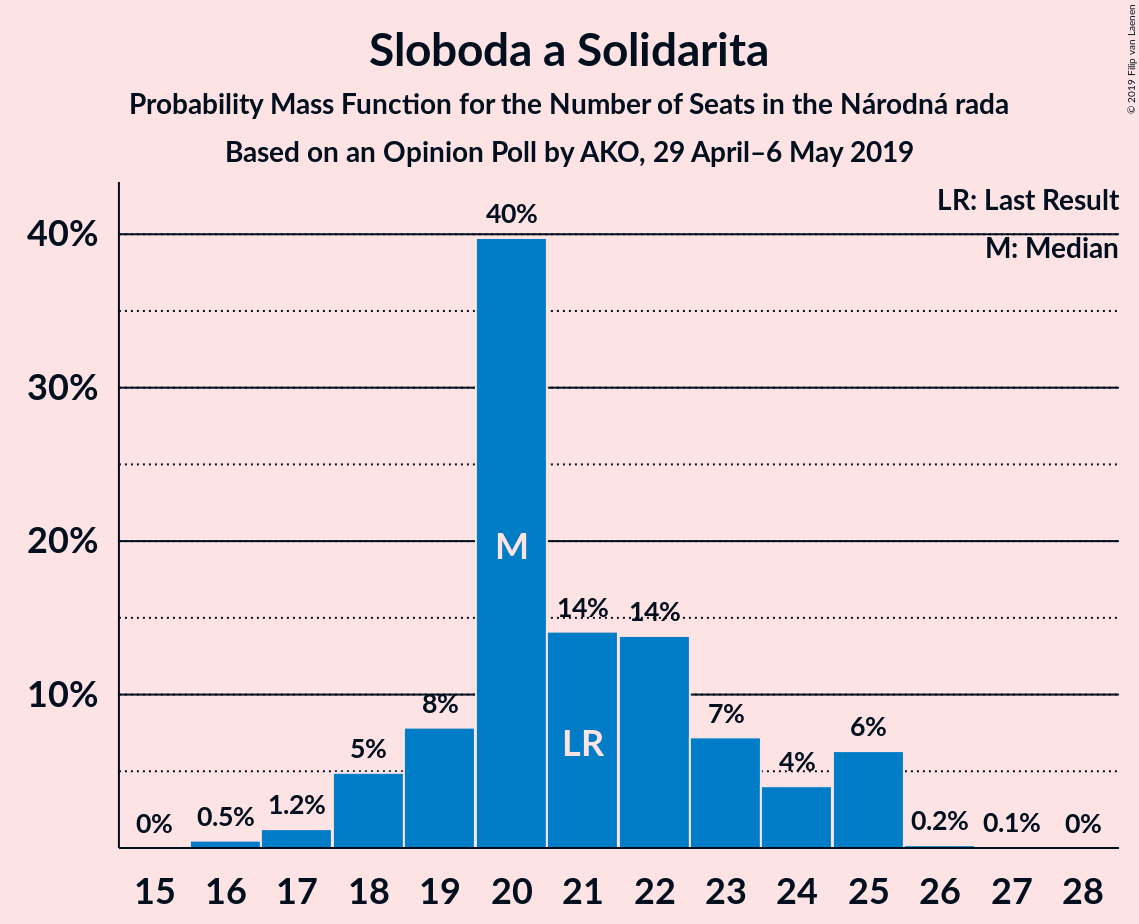 Sloboda a Solidarita
Probability Mass Function for the Number of Seats in the Národná rada
Based on an Opinion Poll by AKO, 29 April–6 May 2019
© 2019 Filip van Laenen
LR: Last Result
M: Median
40%
30%
20%
10%
0%
0.5%
1.2%
5%
8%
40%
14%
14%
7%
4%
6%
0.2%
0.1%
0%
M
LR
15 16 17 18 19 20 21 22 23 24 25 26 27 28